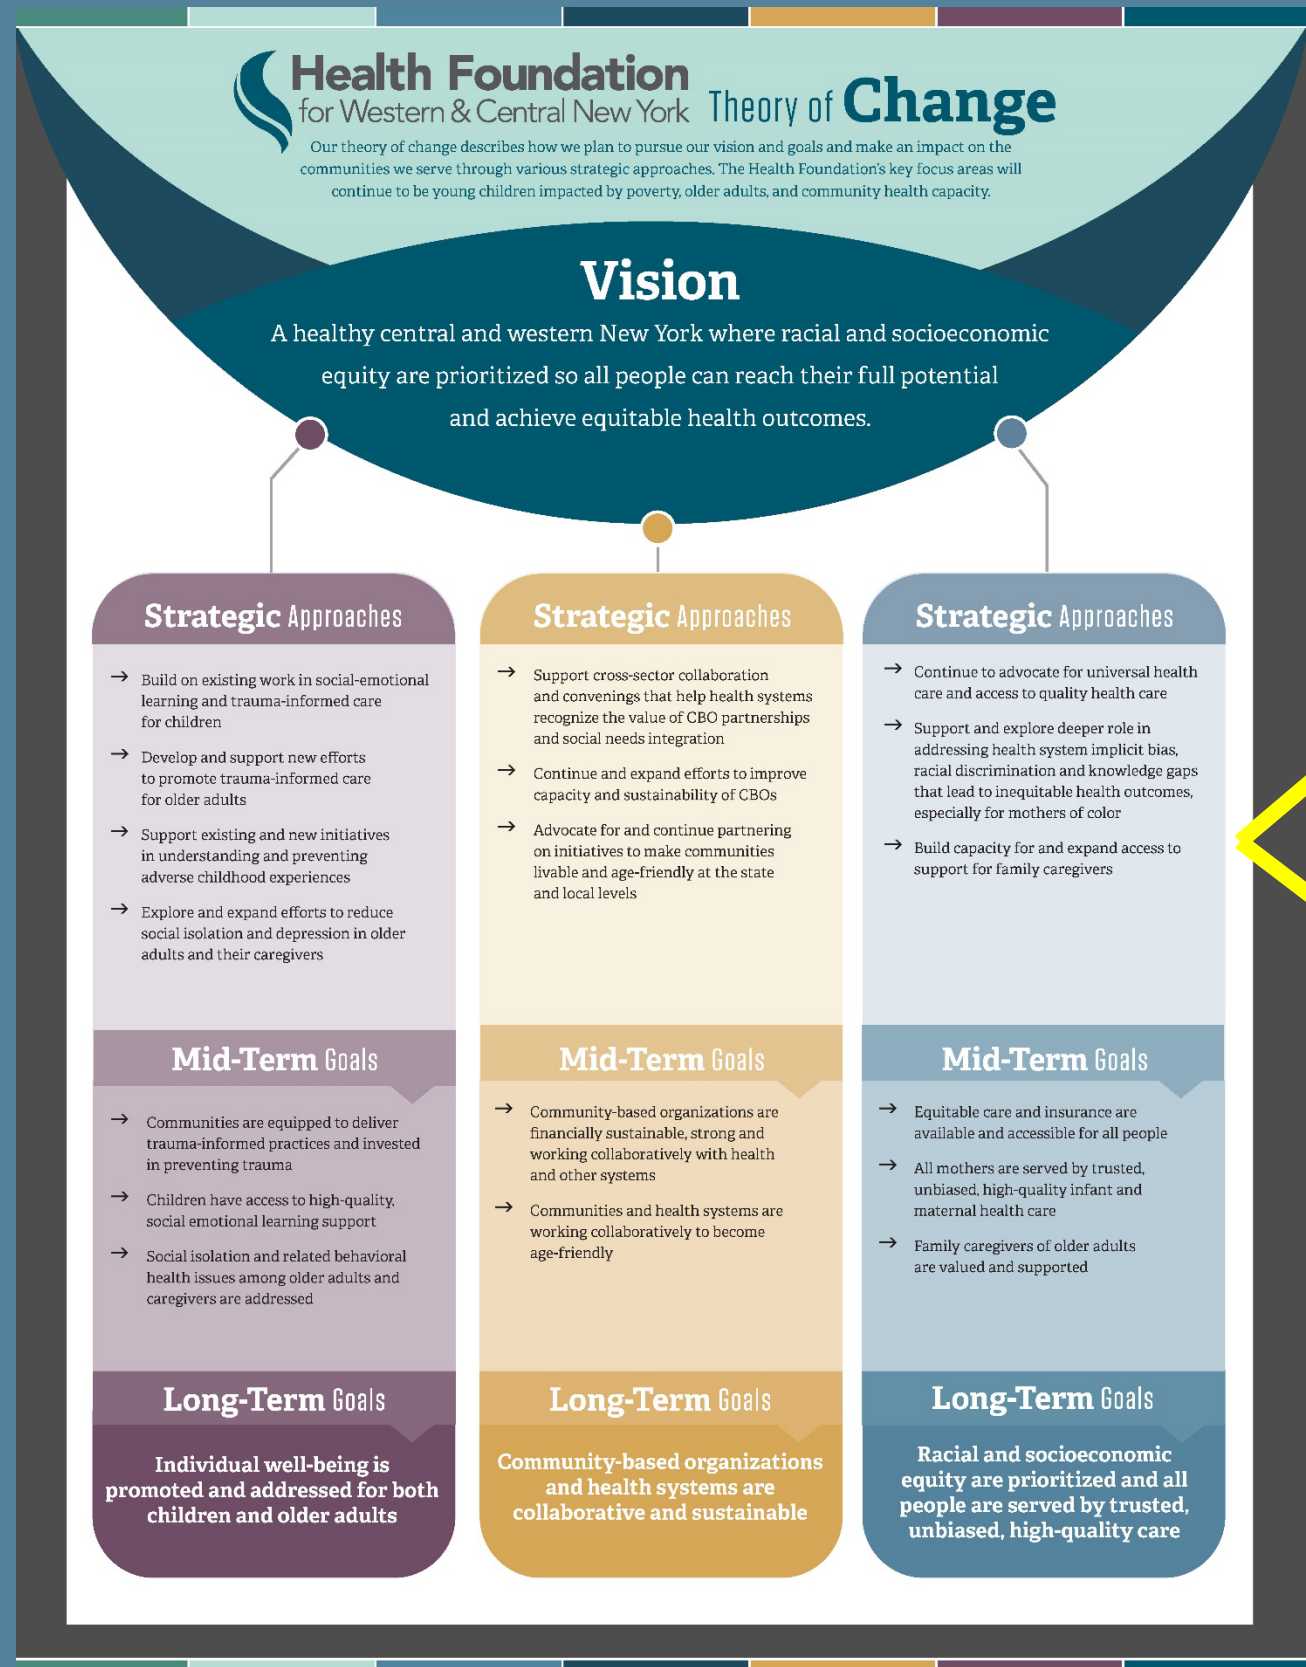 Health Foundation
for Western & Central New York
Theory of Change
Our theory of change describes how we plan to pursue our vision and goals and make an impact on the
communities we serve through various strategic approaches. The Health Foundation's key focus areas will
continue to be young children impacted by poverty, older adults, and community health capacity.
Vision
A healthy central and western New York where racial and socioeconomic
equity are prioritized so all people can reach their full potential
and achieve equitable health outcomes.
Strategic Approaches
→ Build on existing work in social-emotional
learning and trauma-informed care
for children
→ Develop and support new efforts
to promote trauma-informed care
for older adults
→ Support existing and new initiatives
in understanding and preventing
adverse childhood experiences
→ Explore and expand efforts to reduce
social isolation and depression in older
adults and their caregivers
Mid-Term Goals
→ Communities are equipped to deliver
trauma-informed practices and invested
in preventing trauma
→ Children have access to high-quality,
social emotional learning support
→ Social isolation and related behavioral
health issues among older adults and
caregivers are addressed
Long-Term Goals
Individual well-being is
promoted and addressed for both
children and older adults
Strategic Approaches
→ Support cross-sector collaboration
and convenings that help health systems
recognize the value of CBO partnerships
and social needs integration
→ Continue and expand efforts to improve
capacity and sustainability of CBOs
→ Advocate for and continue partnering
on initiatives to make communities
livable and age-friendly at the state
and local levels
Mid-Term Goals
→ Community-based organizations are
financially sustainable, strong and
working collaboratively with health
and other systems
→ Communities and health systems are
working collaboratively to become
age-friendly
Long-Term Goals
Community-based organizations
and health systems are
collaborative and sustainable
Strategic Approaches
→ Continue to advocate for universal health
care and access to quality health care
→ Support and explore deeper role in
addressing health system implicit bias,
racial discrimination and knowledge gaps
that lead to inequitable health outcomes,
especially for mothers of color
→ Build capacity for and expand access to
support for family caregivers
Mid-Term Goals
→ Equitable care and insurance are
available and accessible for all people
→ All mothers are served by trusted,
unbiased, high-quality infant and
maternal health care
→ Family caregivers of older adults
are valued and supported
Long-Term Goals
Racial and socioeconomic
equity are prioritized and all
people are served by trusted,
unbiased, high-quality care